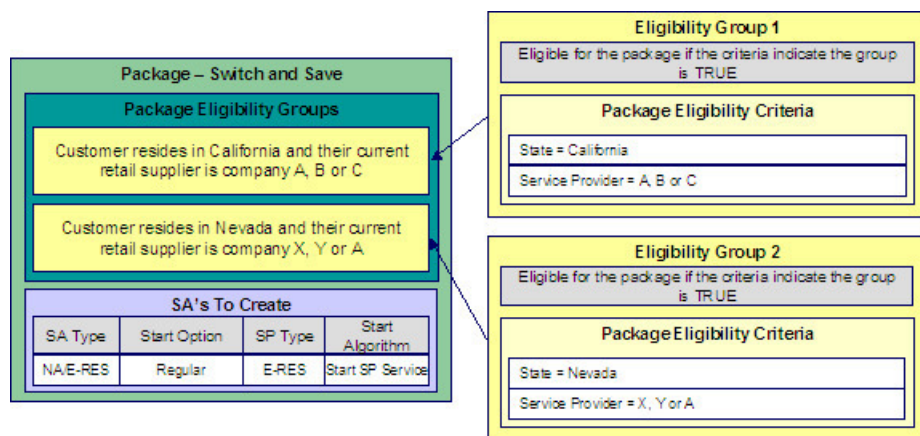 Package – Switch and Save
Package Eligibility Groups
Customer resides in California and their current
retail supplier is company A, B or C
Customer resides in Nevada and their current
retail supplier is company X, Y or A
SA's To Create
SA Type Start Option SP Type Start
Algorithm
NA/E-RES Regular E-RES Start SP Service
Eligibility Group 1
Eligible for the package if the criteria indicate the group
is TRUE
Package Eligibility Criteria
State = California
Service Provider = A, B or C
Eligibility Group 2
Eligible for the package if the criteria indicate the group
is TRUE
Package Eligibility Criteria
State = Nevada
Service Provider = X, Y or A